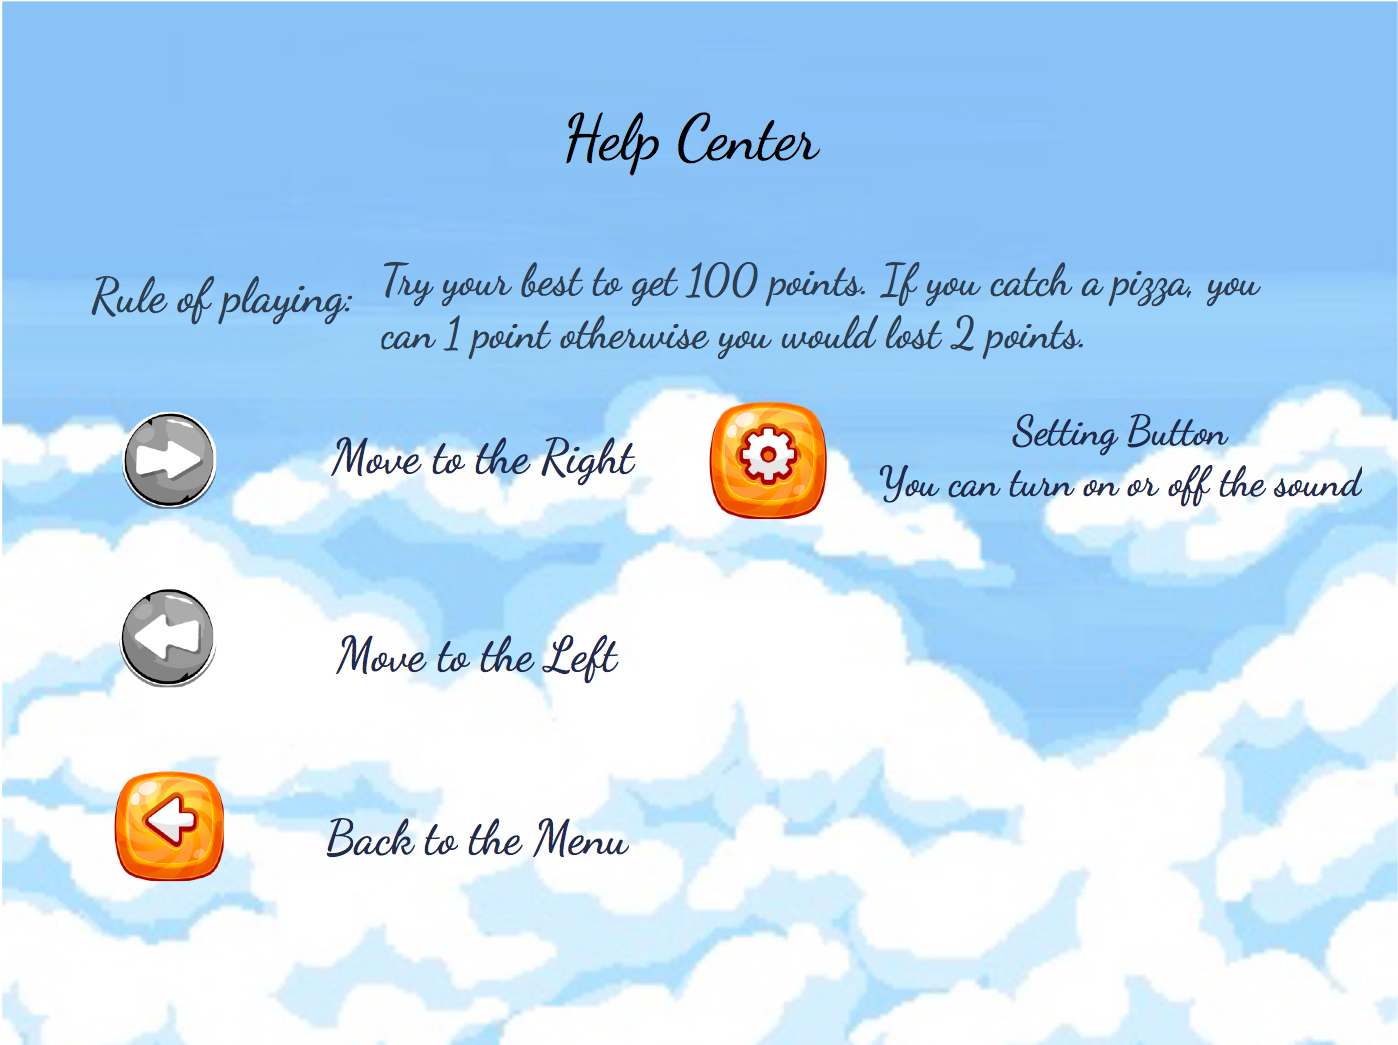 Help Center
Rule of playing:
Try your best to get 100 points. If you catch a pizza, you
can 1 point otherwise you would lost 2 points.
Move to the Right
Setting Button
You can turn on or off the sound
Move to the Left
Back to the Menu